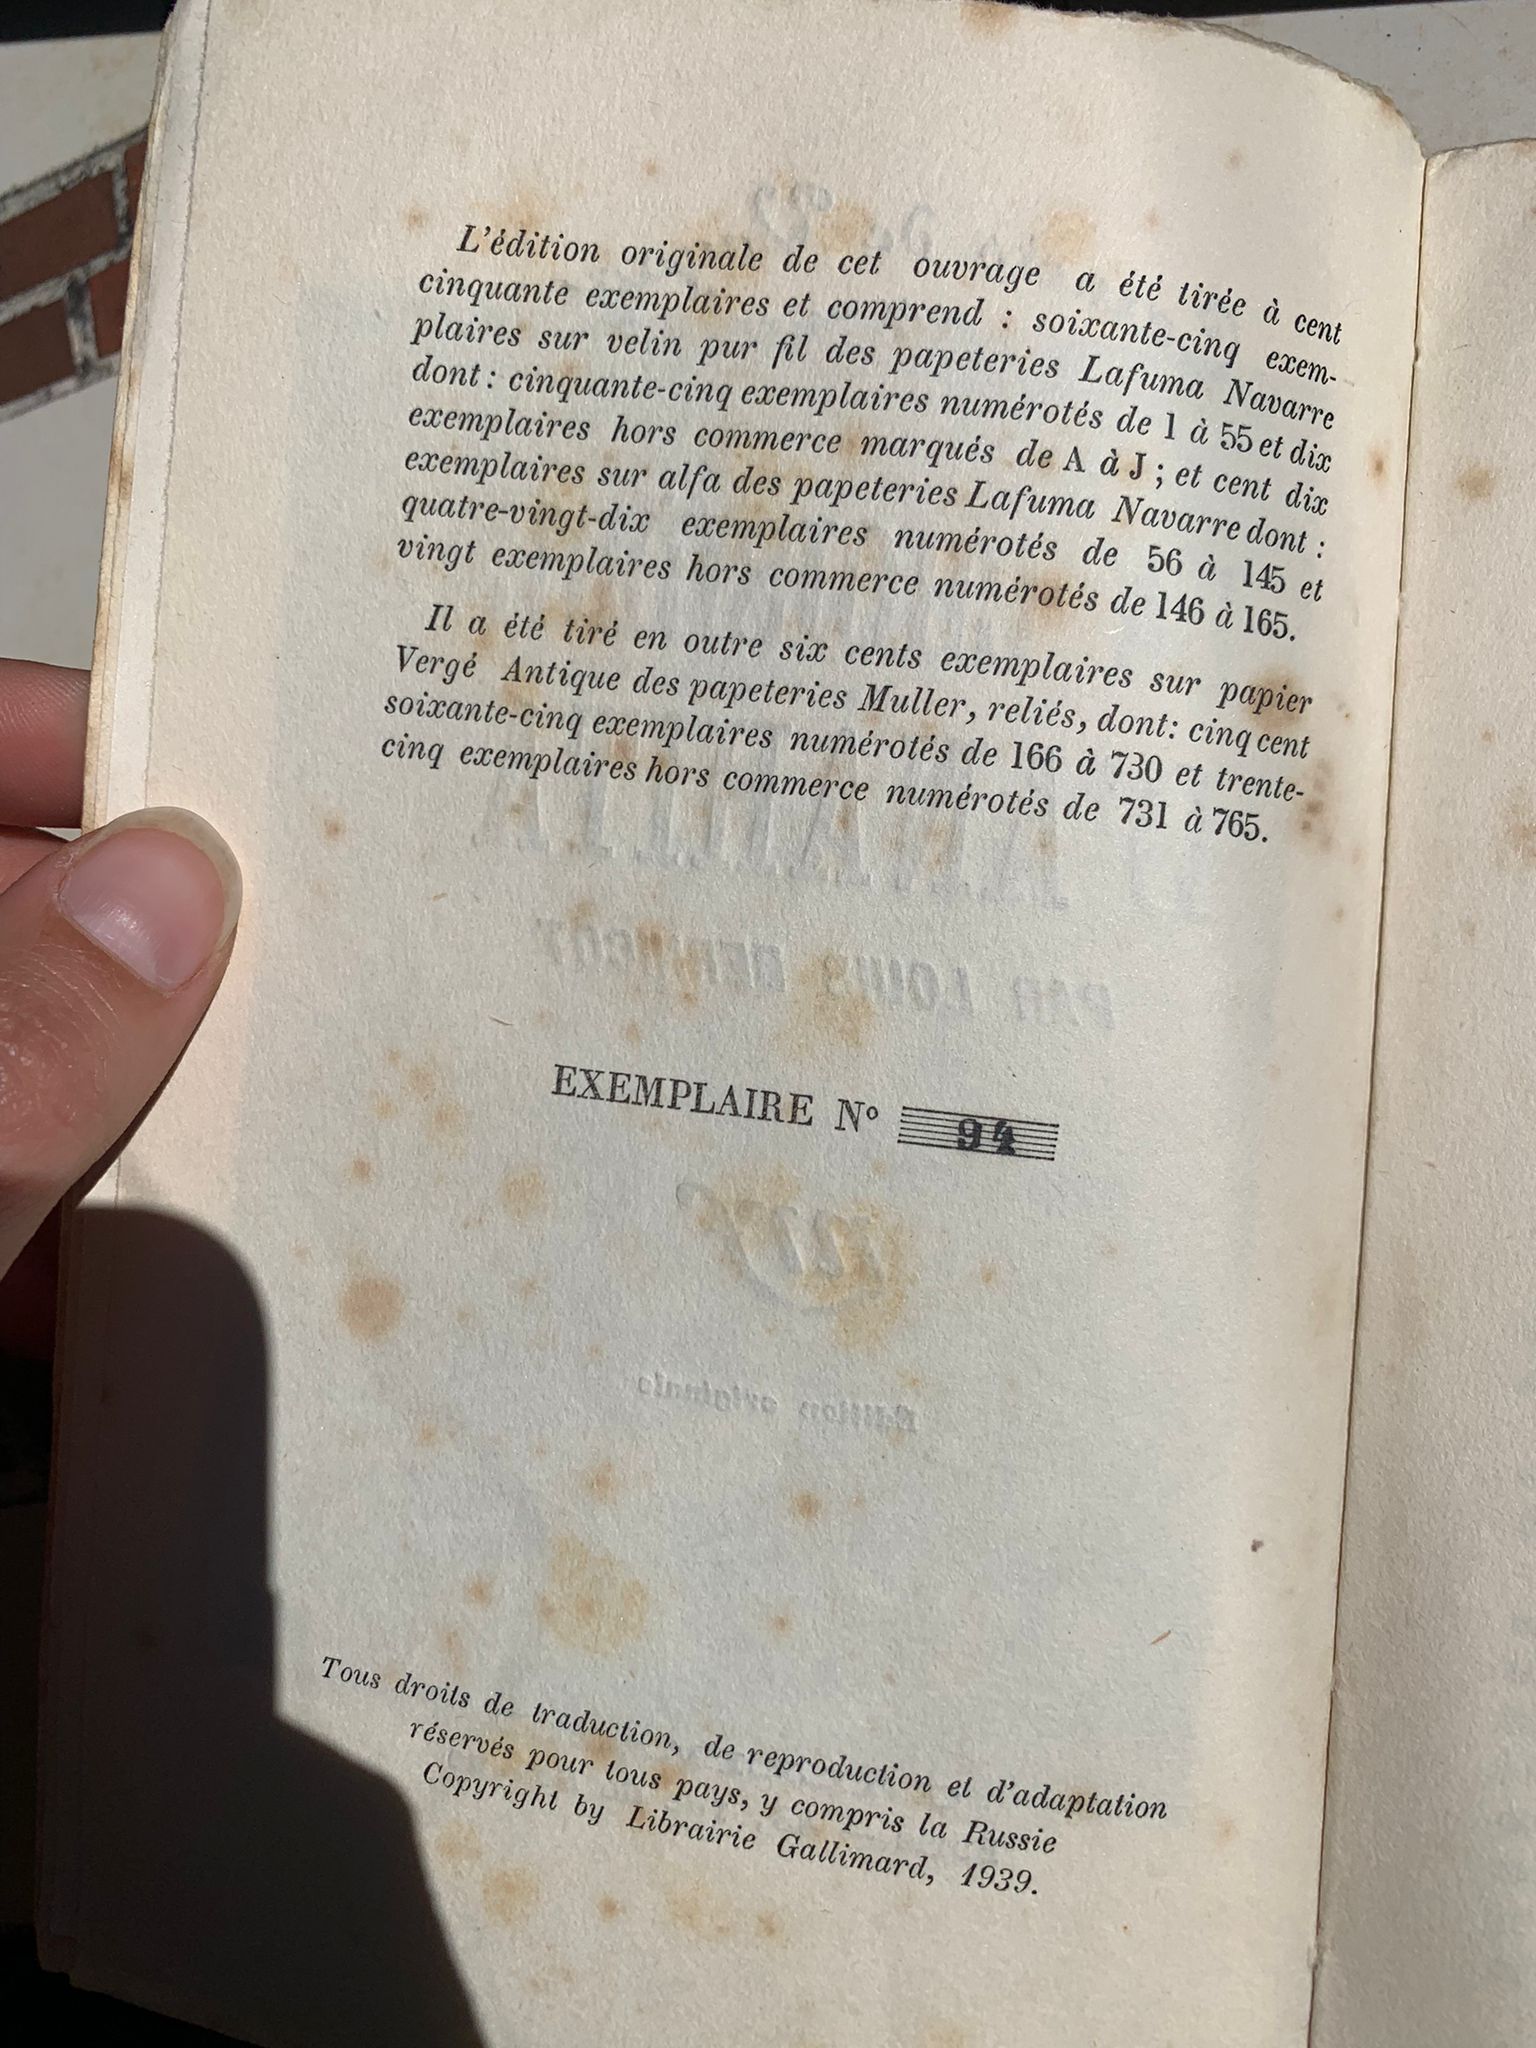 L'édition originale de cet ouvrage a été tirée à cent
cinquante exemplaires et comprend : soixante-cinq exem-
plaires sur velin pur fil des papeteries Lafuma Navarre
dont : cinquante-cinq exemplaires numérotés de 1 à 55 et dix
exemplaires hors commerce marqués de A à J ; et cent dix
exemplaires sur alfa des papeteries Lafuma Navarre dont :
quatre-vingt-dix exemplaires numérotés de 56 à 145 et
vingt exemplaires hors commerce numérotés de 146 à 165.
Il a été tiré en outre six cents exemplaires sur papier
Vergé Antique des papeteries Muller, reliés, dont : cinq cent
soixante-cinq exemplaires numérotés de 166 à 730 et trente-
cinq exemplaires hors commerce numérotés de 731 à 765.
PAR LOUIS
EXEMPLAIRE N° 94
nrf
Édition originale
Tous droits de traduction, de reproduction et d'adaptation
réservés pour tous pays, y compris la Russie
Copyright by Librairie Gallimard, 1939.